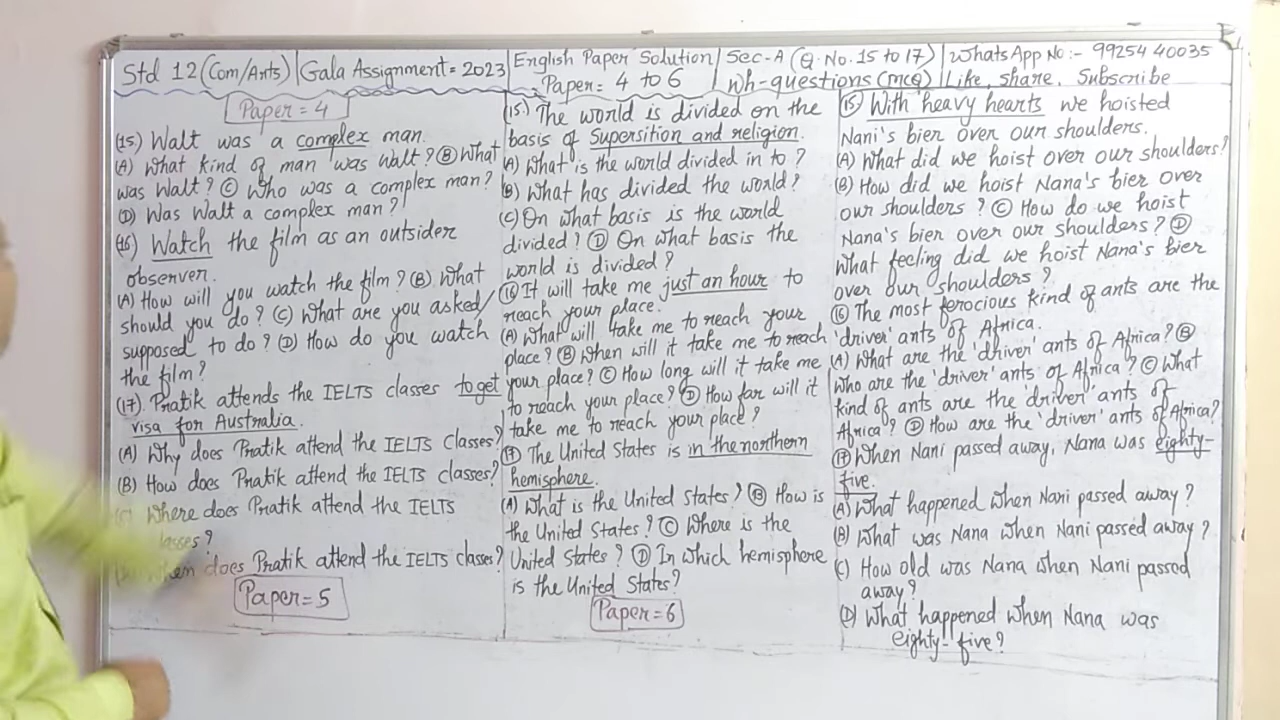 Std 12 (Com/Arts) | Gala Assignment = 2023 | English Paper Solution | Sec-A (Q. No. 15 to 17) | WhatsApp No :- 99254 40035
Paper = 4 to 6 | Wh-questions (MCQ) | Like, share, Subscribe
Paper = 4
(15) Walt was a complex man.
(A) What kind of man was Walt? (B) What
was Walt? (C) Who was a complex man?
(D) Was Walt a complex man?
(16) Watch the film as an outsider
observer.
(A) How will you watch the film? (B) What
should you do? (C) What are you asked/
supposed to do? (D) How do you watch
the film?
(17). Pratik attends the IELTS classes to get
visa for Australia.
(A) Why does Pratik attend the IELTS classes?
(B) How does Pratik attend the IELTS classes?
Where does Pratik attend the IELTS
classes?
When does Pratik attend the IELTS classes?
Paper = 5
(15) The world is divided on the
basis of Supersition and religion.
(A) What is the world divided in to?
(B) What has divided the world?
(C) On what basis is the world
divided? (D) On what basis the
world is divided?
(16) It will take me just an hour to
reach your place.
(A) What will take me to reach your
place? (B) When will it take me to reach
your place? (C) How long will it take me
to reach your place? (D) How far will it
take me to reach your place?
(17) The United States is in the northern
hemisphere.
(A) What is the United States? (B) How is
the United States? (C) Where is the
United States? (D) In which hemisphere
is the United States?
Paper = 6
(15) With heavy hearts we hoisted
Nani's bier over our shoulders.
(A) What did we hoist over our shoulders?
(B) How did we hoist Nana's bier over
our shoulders? (C) How do we hoist
Nana's bier over our shoulders? (D)
What feeling did we hoist Nana's bier
over our shoulders?
(16) The most ferocious kind of ants are the
'driver' ants of Africa.
(A) What are the 'driver' ants of Africa? (B)
Who are the 'driver' ants of Africa? (C) What
kind of ants are the 'driver' ants of
Africa? (D) How are the 'driver' ants of Africa?
(17) When Nani passed away, Nana was eighty-
five.
(A) What happened when Nani passed away?
(B) What was Nana when Nani passed away?
(C) How old was Nana when Nani passed
away?
(D) What happened when Nana was
eighty-five?